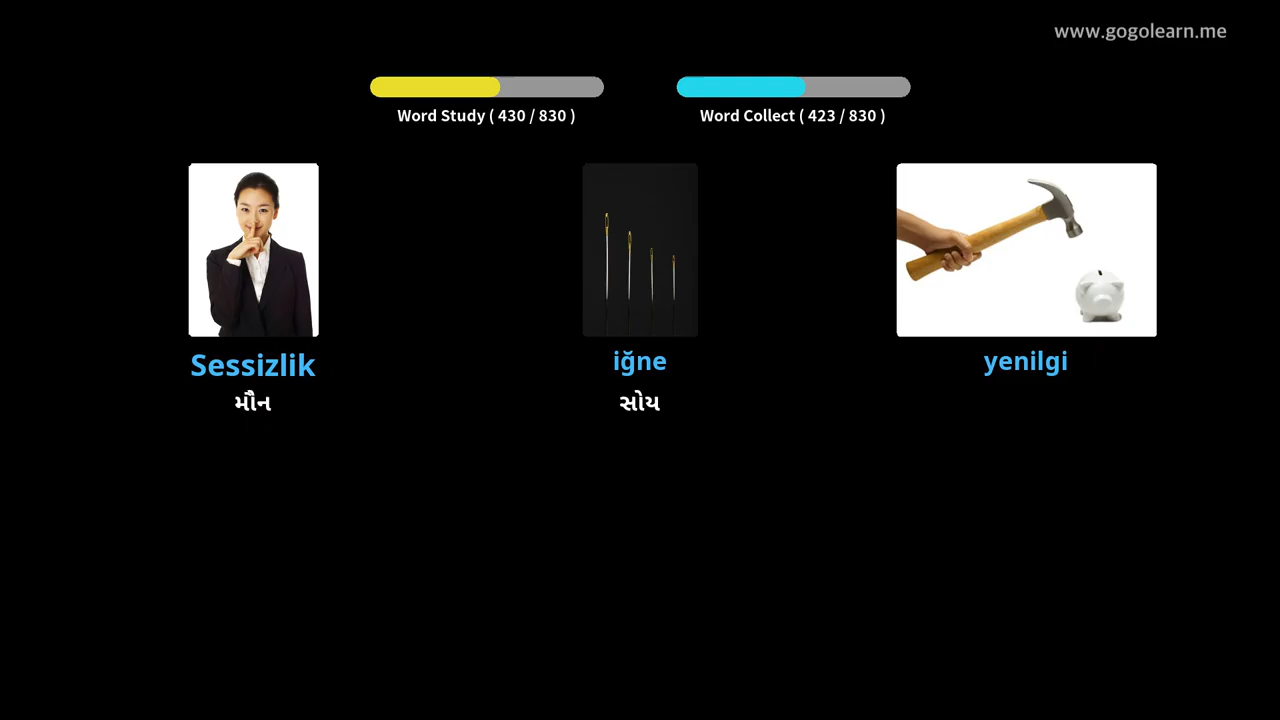 www.gogolearn.me
Word Study ( 430 / 830 )
Word Collect ( 423 / 830 )
Sessizlik
iğne
yenilgi
મૌન
સોય